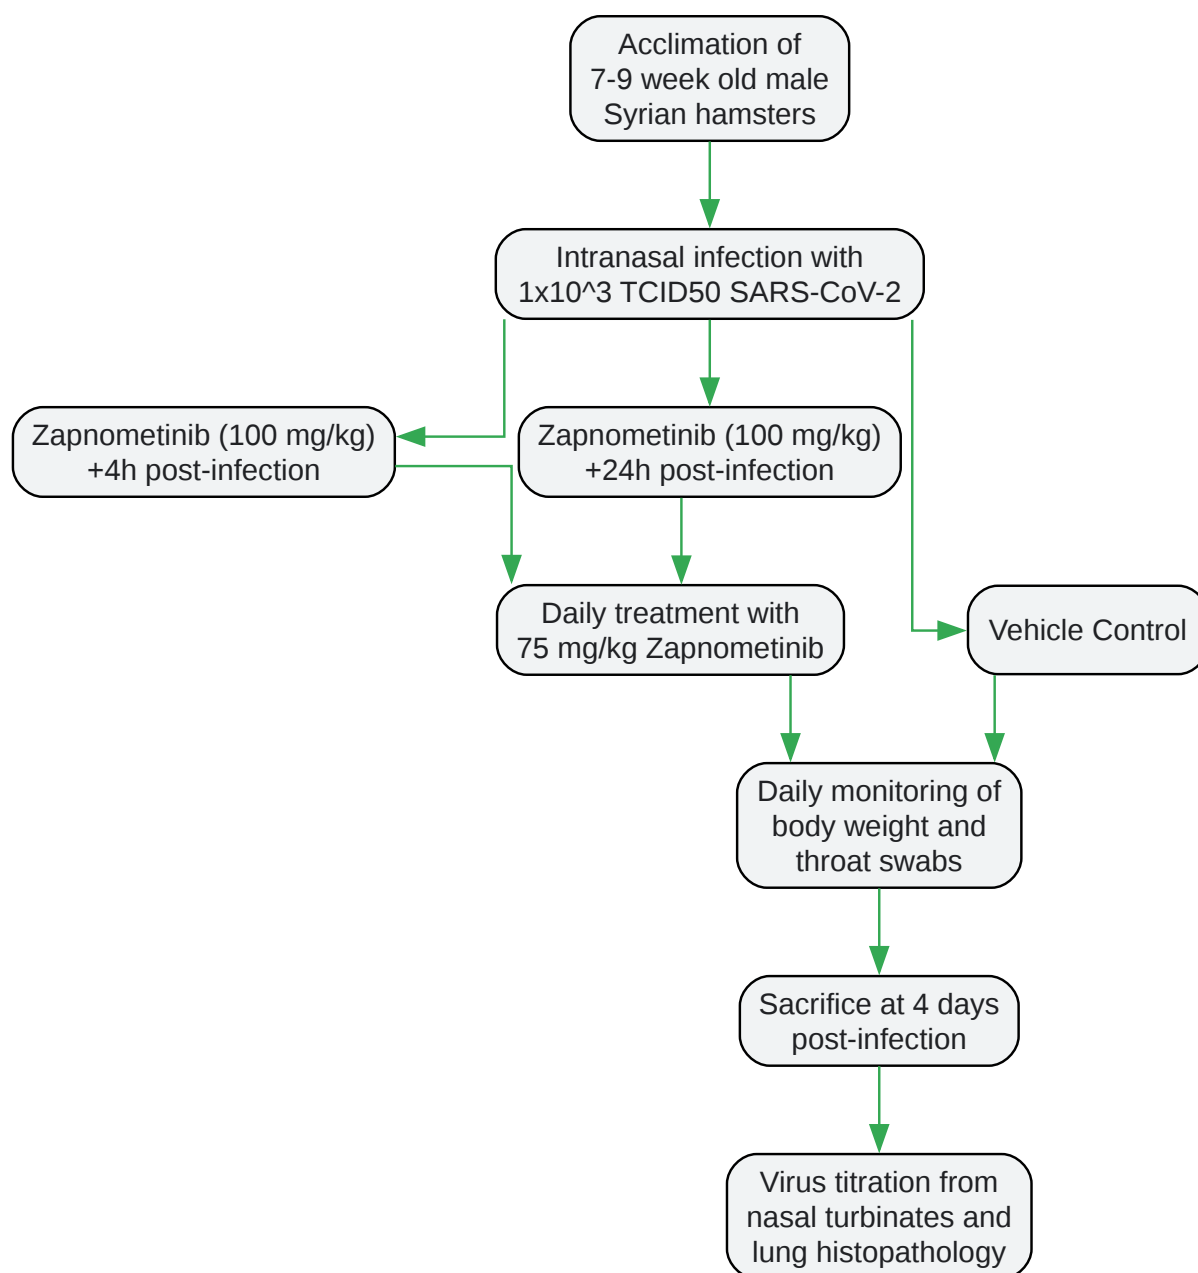 Acclimation of
7-9 week old male
Syrian hamsters
Intranasal infection with
1x10^3 TCID50 SARS-CoV-2
Zapnometinib (100 mg/kg)
+4h post-infection
Zapnometinib (100 mg/kg)
+24h post-infection
Daily treatment with
75 mg/kg Zapnometinib
Vehicle Control
Daily monitoring of
body weight and
throat swabs
Sacrifice at 4 days
post-infection
Virus titration from
nasal turbinates and
lung histopathology